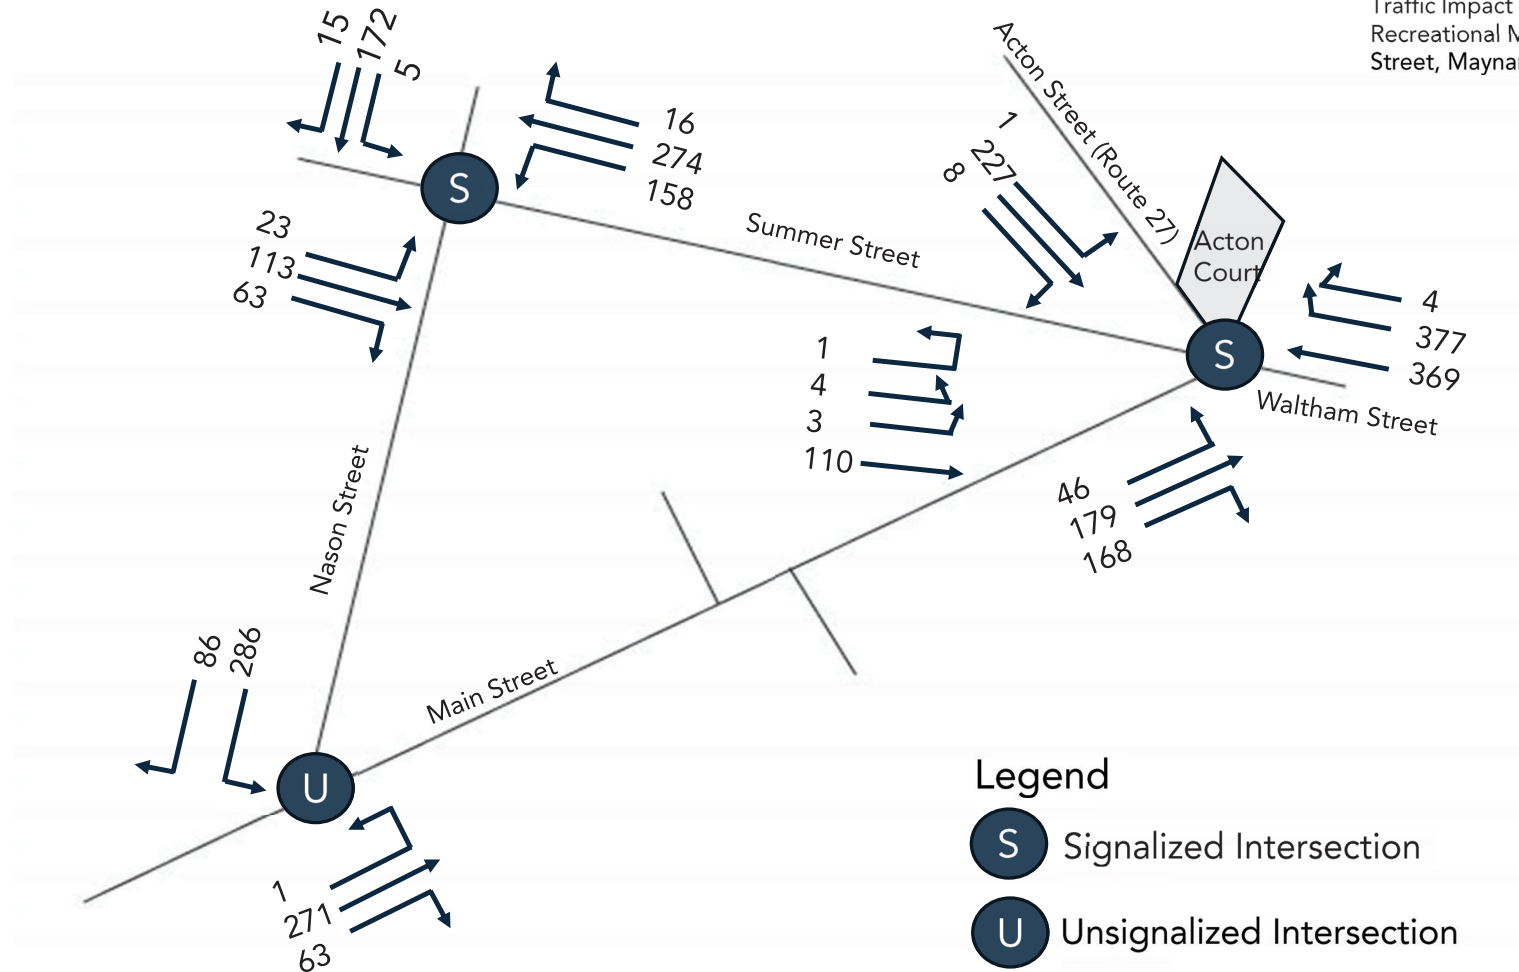 Traffic Impact
Recreational
Street,
15
172
5
16
274
158
23
113
63
Summer Street
Acton Street (Route 27)
1
227
8
Acton
Court
4
377
369
Waltham Street
1
4
3
110
46
179
168
Nason Street
Main Street
86
286
1
271
63
S
S
U
Legend
S Signalized Intersection
U Unsignalized Intersection